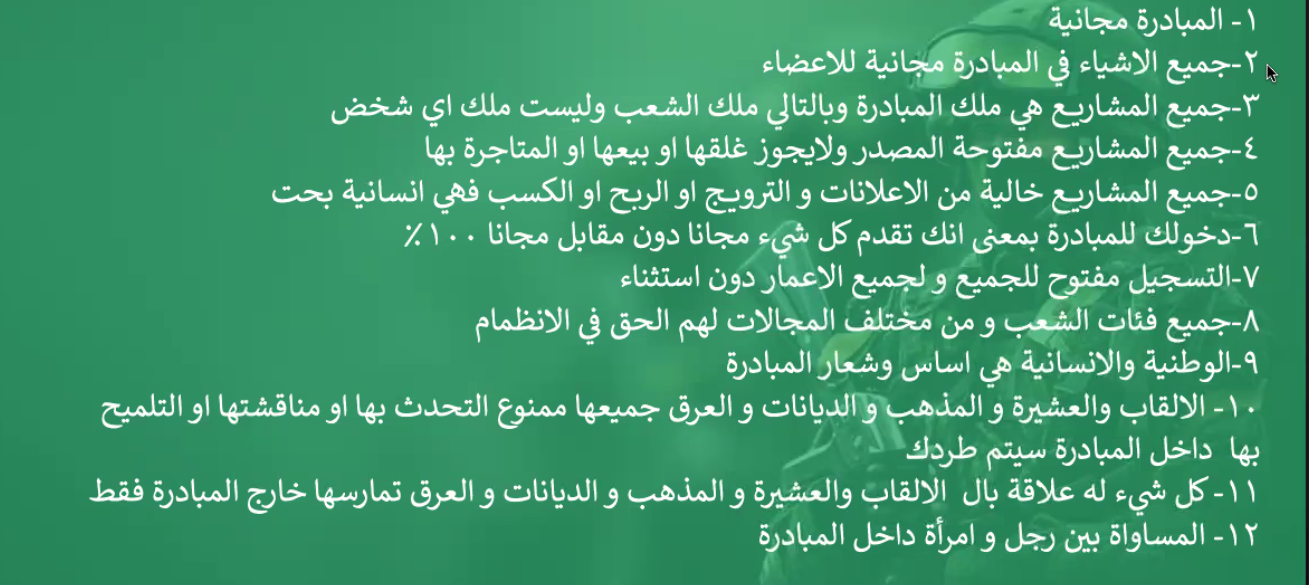 ١- المبادرة مجانية
٢-جميع الاشياء في المبادرة مجانية للاعضاء
٣-جميع المشاريع هي ملك المبادرة وبالتالي ملك الشعب وليست ملك اي شخض
٤-جميع المشاريع مفتوحة المصدر ولايجوز غلقها او بيعها او المتاجرة بها
٥-جميع المشاريع خالية من الاعلانات و الترويج او الربح او الكسب فهي انسانية بحت
٦-دخولك للمبادرة بمعنى انك تقدم كل شيء مجانا دون مقابل مجانا ١٠٠٪
٧-التسجيل مفتوح للجميع و لجميع الاعمار دون استثناء
٨-جميع فئات الشعب و من مختلف المجالات لهم الحق في الانظمام
٩-الوطنية والانسانية هي اساس وشعار المبادرة
١٠- الالقاب والعشيرة و المذهب و الديانات و العرق جميعها ممنوع التحدث بها او مناقشتها او التلميح
بها داخل المبادرة سيتم طردك
١١-كل شيء له علاقة بال الالقاب والعشيرة و المذهب و الديانات و العرق تمارسها خارج المبادرة فقط
١٢- المساواة بين رجل و امرأة داخل المبادرة